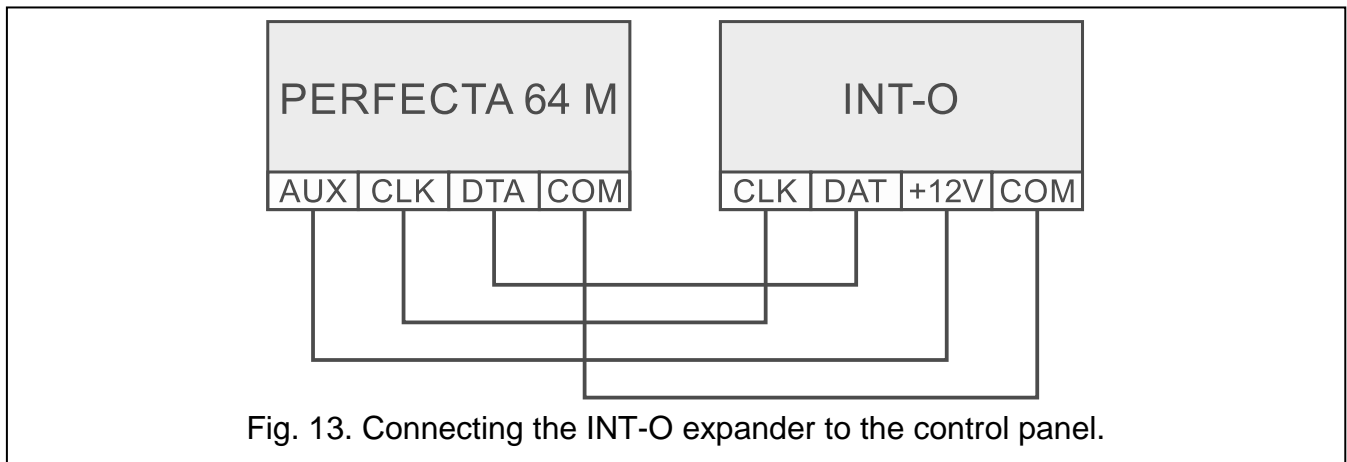 PERFECTA 64 M INT-O
AUX CLK DTA COM CLK DAT +12V COM
Fig. 13. Connecting the INT-O expander to the control panel.